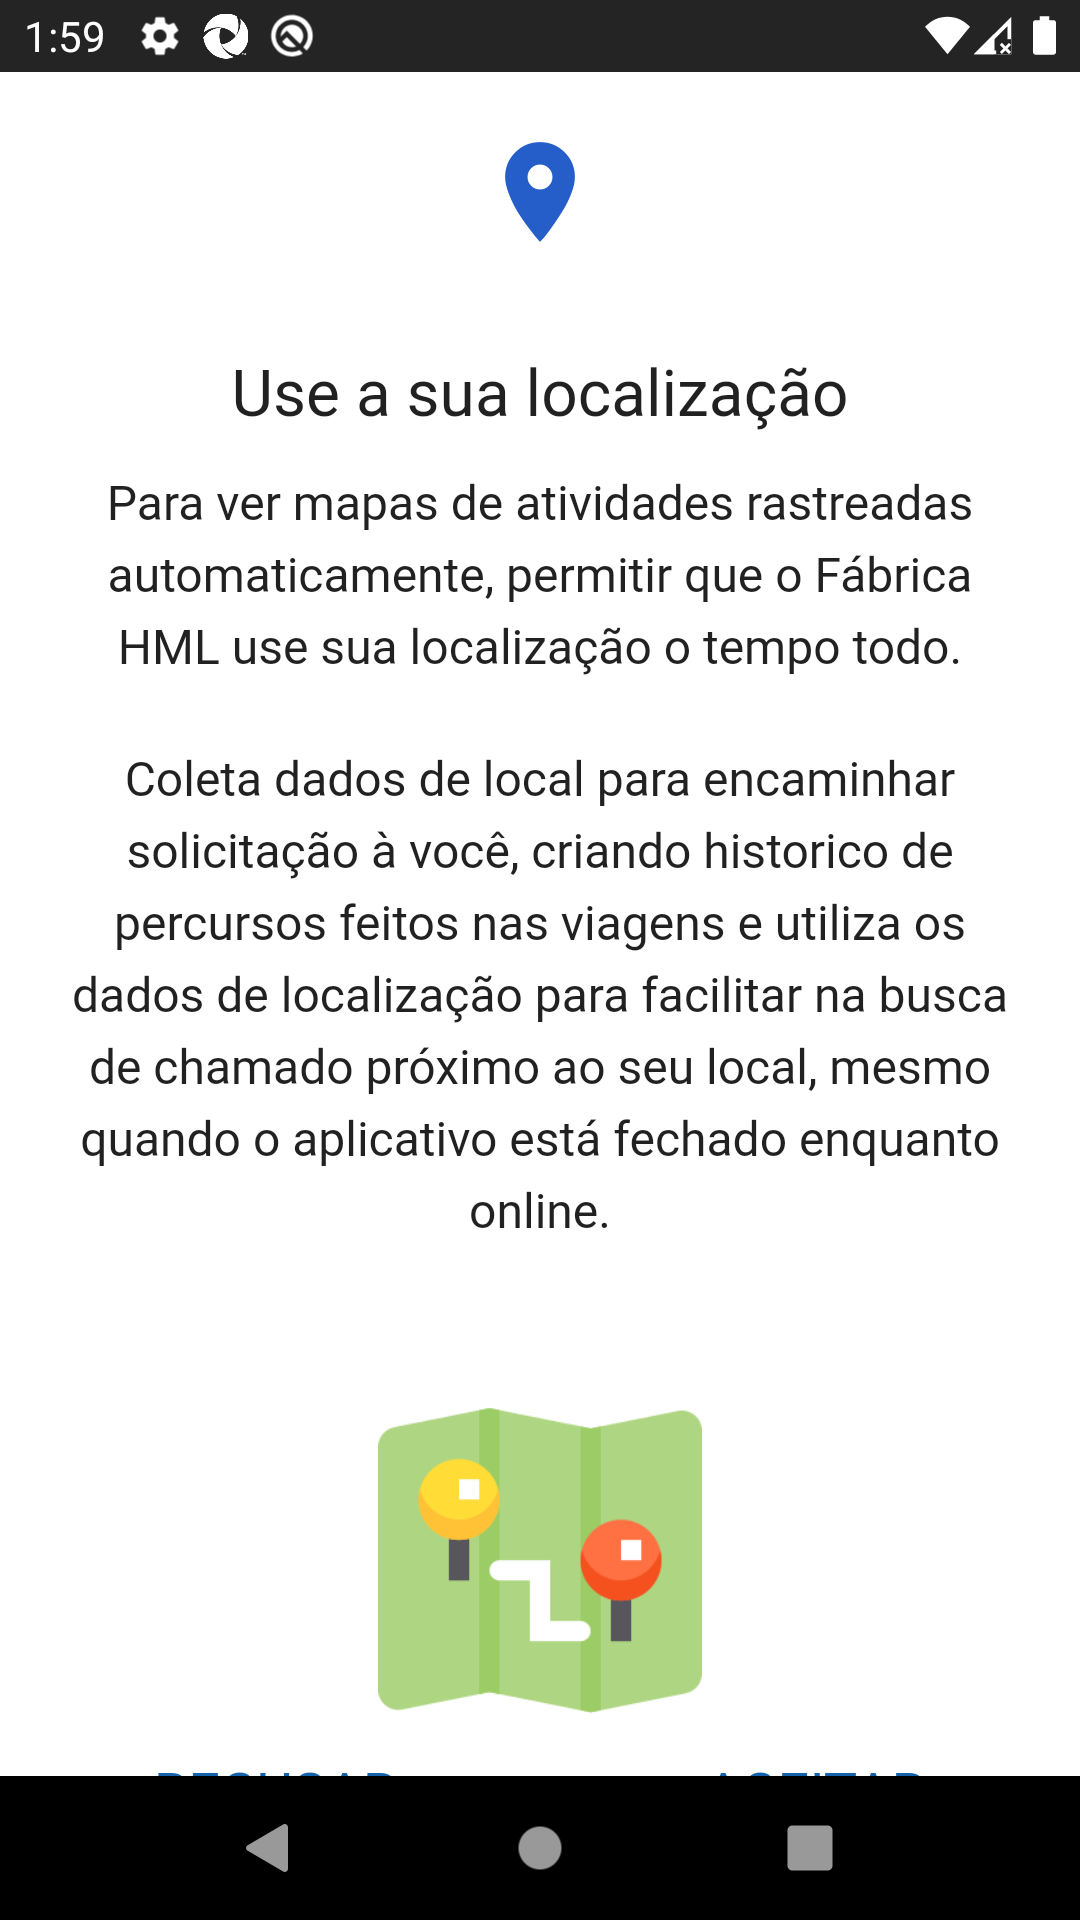 1:59
Use a sua localização
Para ver mapas de atividades rastreadas
automaticamente, permitir que o Fábrica
HML use sua localização o tempo todo.
Coleta dados de local para encaminhar
solicitação à você, criando historico de
percursos feitos nas viagens e utiliza os
dados de localização para facilitar na busca
de chamado próximo ao seu local, mesmo
quando o aplicativo está fechado enquanto
online.
RECUSAR ACEITAR